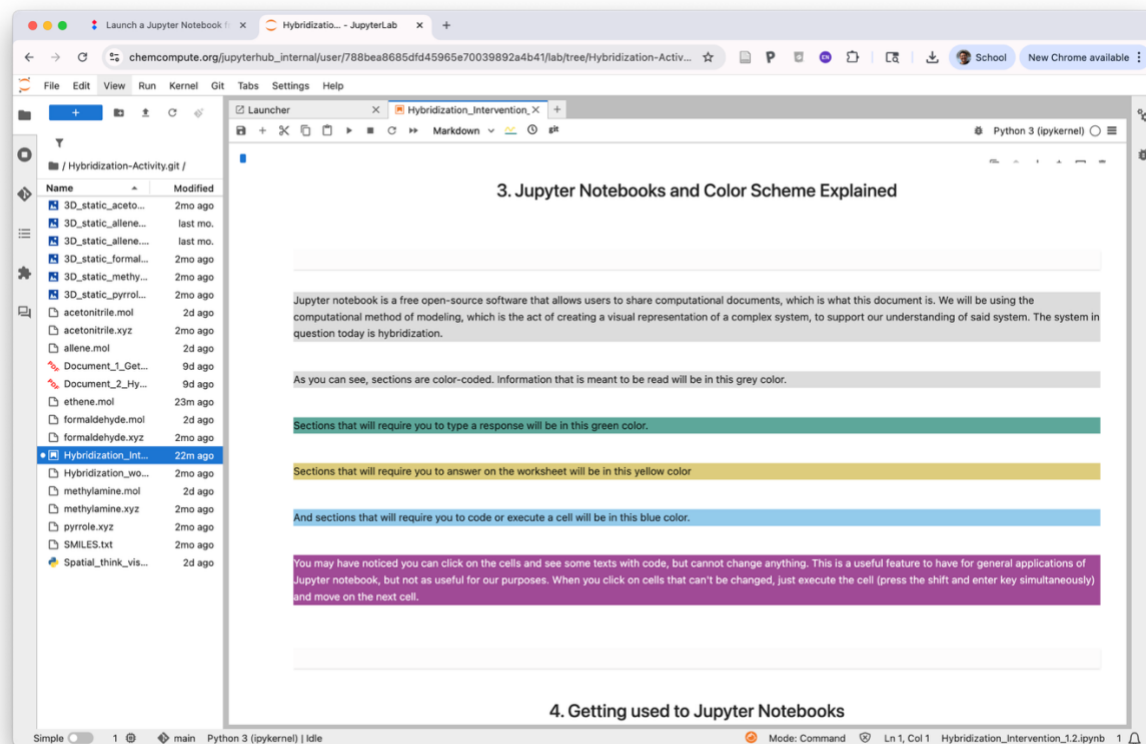 Launch a Jupyter Notebook f
Hybridizatio... - JupyterLab
chemcompute.org/jupyterhub_internal/user/788bea8685dfd45965e70039892a4b41/lab/tree/Hybridization-Activ...
School
New Chrome available
File Edit View Run Kernel Git Tabs Settings Help
Launcher
Hybridization_Intervention_
Markdown
git
Python 3 (ipykernel)
/ Hybridization-Activity.git /
Name Modified
3D_static_aceto... 2mo ago
3D_static_allene... last mo.
3D_static_allene.... last mo.
3D_static_formal... 2mo ago
3D_static_methy... 2mo ago
3D_static_pyrrol... 2mo ago
acetonitrile.mol 2d ago
acetonitrile.xyz 2mo ago
allene.mol 2d ago
Document_1_Get... 9d ago
Document_2_Hy... 9d ago
ethene.mol 23m ago
formaldehyde.mol 2d ago
formaldehyde.xyz 2mo ago
Hybridization_Int... 22m ago
Hybridization_wo... 2mo ago
methylamine.mol 2d ago
methylamine.xyz 2mo ago
pyrrole.xyz 2mo ago
SMILES.txt 2mo ago
Spatial_think_vis... 2d ago
3. Jupyter Notebooks and Color Scheme Explained
Jupyter notebook is a free open-source software that allows users to share computational documents, which is what this document is. We will be using the
computational method of modeling, which is the act of creating a visual representation of a complex system, to support our understanding of said system. The system in
question today is hybridization.
As you can see, sections are color-coded. Information that is meant to be read will be in this grey color.
Sections that will require you to type a response will be in this green color.
Sections that will require you to answer on the worksheet will be in this yellow color
And sections that will require you to code or execute a cell will be in this blue color.
You may have noticed you can click on the cells and see some texts with code, but cannot change anything. This is a useful feature to have for general applications of
Jupyter notebook, but not as useful for our purposes. When you click on cells that can't be changed, just execute the cell (press the shift and enter key simultaneously)
and move on the next cell.
4. Getting used to Jupyter Notebooks
Simple 1 main Python 3 (ipykernel) | Idle
Mode: Command Ln 1, Col 1 Hybridization_Intervention_1.2.ipynb 1